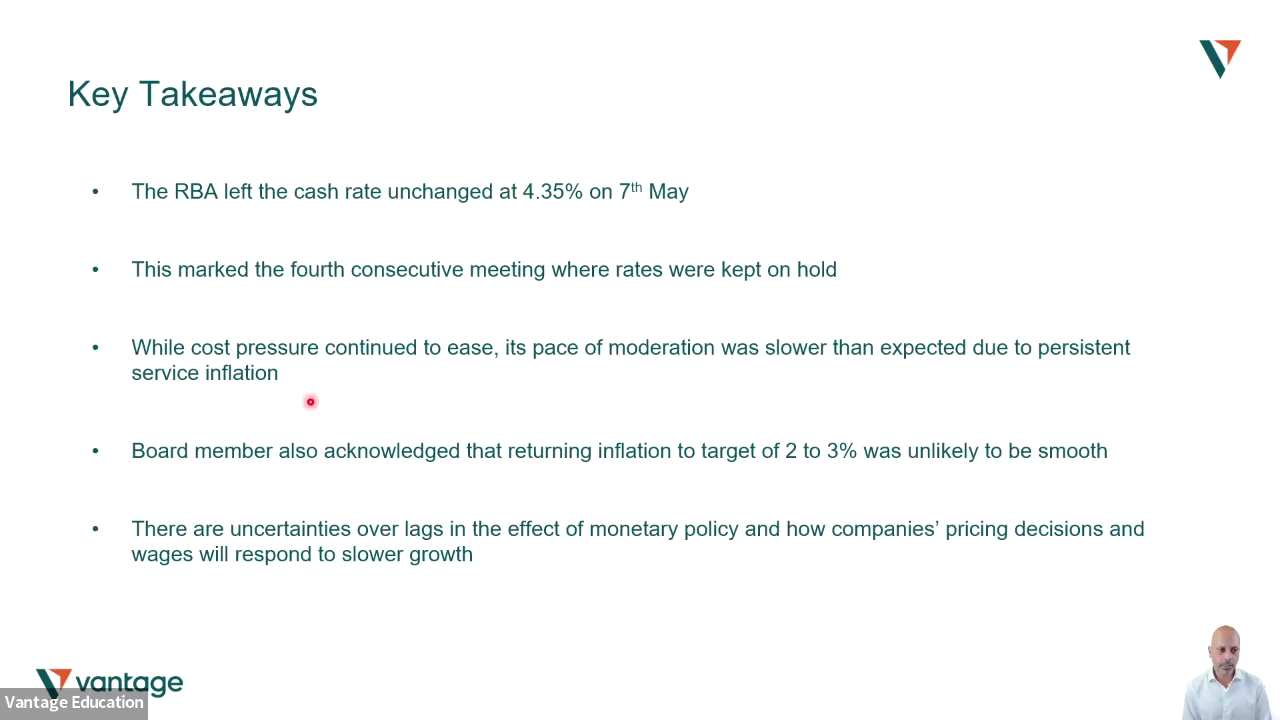 Key Takeaways
• The RBA left the cash rate unchanged at 4.35% on 7th May
• This marked the fourth consecutive meeting where rates were kept on hold
• While cost pressure continued to ease, its pace of moderation was slower than expected due to persistent
service inflation
• Board member also acknowledged that returning inflation to target of 2 to 3% was unlikely to be smooth
• There are uncertainties over lags in the effect of monetary policy and how companies’ pricing decisions and
wages will respond to slower growth
vantage
Vantage Education